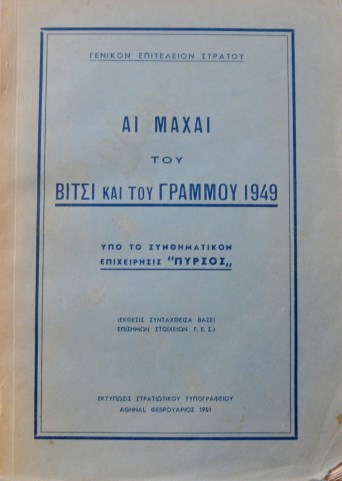 ΓΕΝΙΚΟΝ ΕΠΙΤΕΛΕΙΟΝ ΣΤΡΑΤΟΥ
ΑΙ ΜΑΧΑΙ
ΤΟΥ
ΒΙΤΣΙ ΚΑΙ ΤΟΥ ΓΡΑΜΜΟΥ 1949
ΥΠΟ ΤΟ ΣΥΝΘΗΜΑΤΙΚΟΝ
ΕΠΙΧΕΙΡΗΣΙΣ "ΠΥΡΣΟΣ„
(ΕΚΘΕΣΙΣ ΣΥΝΤΑΧΘΕΙΣΑ ΒΑΣΕΙ
ΕΠΙΣΗΜΩΝ ΣΤΟΙΧΕΙΩΝ Γ.Ε.Σ.)
ΕΚΤΥΠΩΣΙΣ ΣΤΡΑΤΙΩΤΙΚΟΥ ΤΥΠΟΓΡΑΦΕΙΟΥ
ΑΘΗΝΑΙ ΦΕΒΡΟΥΑΡΙΟΣ 1951